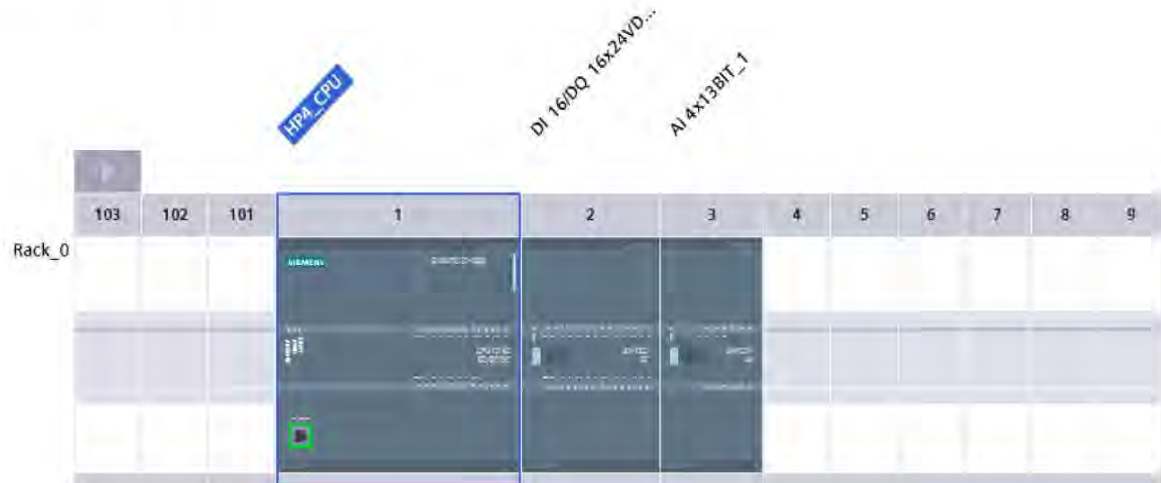 HP4_CPU
DI 16/DQ 16x24VD...
AI 4x13BIT_1
103 102 101 1 2 3 4 5 6 7 8 9
Rack_0
SIEMENS